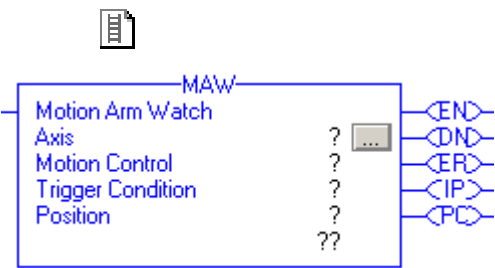 MAW
Motion Arm Watch
Axis ? ...
Motion Control ?
Trigger Condition ?
Position ?
??
EN
DN
ER
IP
PC